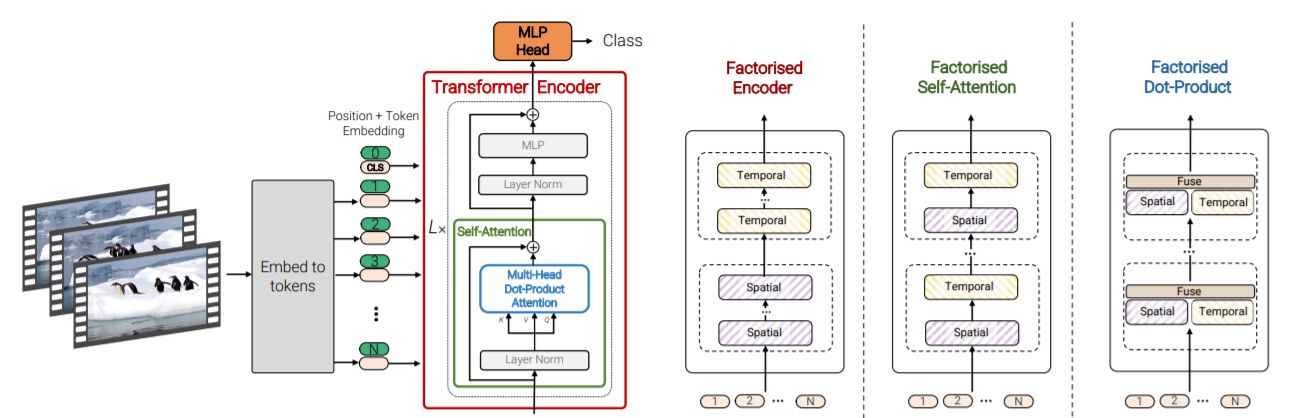 MLP
Head
Class
Transformer Encoder
Position + Token
Embedding
0
CLS
1
2
3
N
Embed to
tokens
L×
MLP
Layer Norm
Self-Attention
Multi-Head
Dot-Product
Attention
K V Q
Layer Norm
Factorised
Encoder
Temporal
...
Temporal
Spatial
...
Spatial
1 2 ... N
Factorised
Self-Attention
Temporal
Spatial
...
Temporal
Spatial
1 2 ... N
Factorised
Dot-Product
Fuse
Spatial Temporal
...
Fuse
Spatial Temporal
1 2 ... N